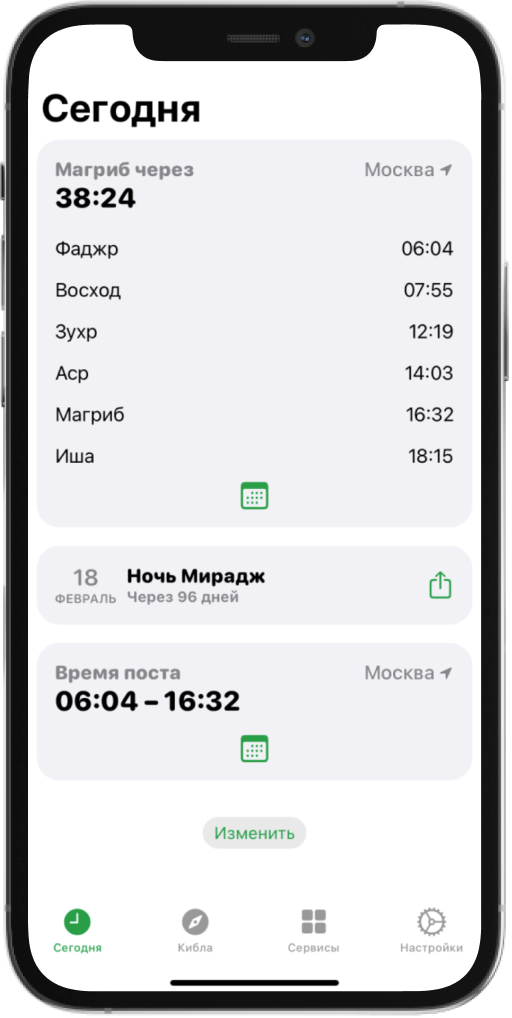 Сегодня
Магриб через Москва
38:24
Фаджр 06:04
Восход 07:55
Зухр 12:19
Аср 14:03
Магриб 16:32
Иша 18:15
18 Ночь Мирадж
ФЕВРАЛЬ Через 96 дней
Время поста Москва
06:04 – 16:32
Изменить
Сегодня Кибла Сервисы Настройки